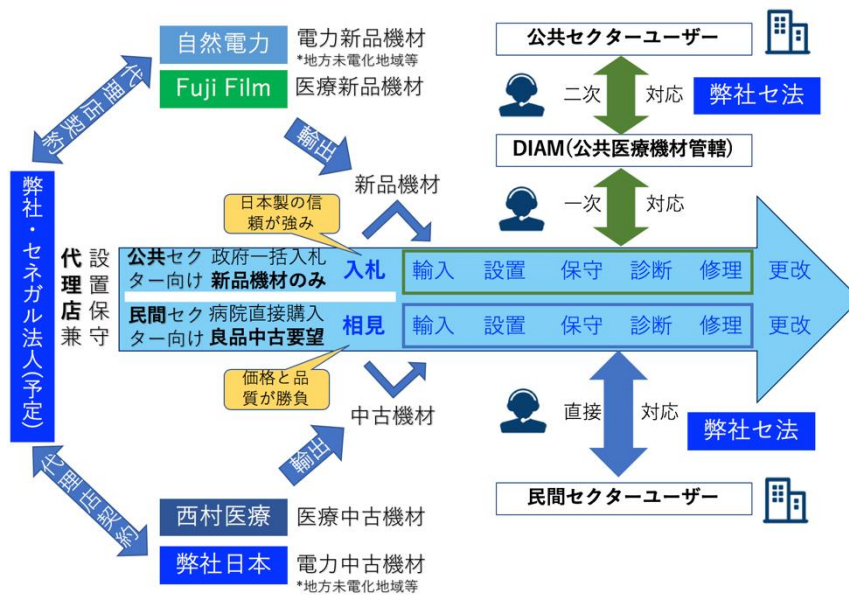 自然電力
電力新品機材
*地方未電化地域等
Fuji Film
医療新品機材
代理店契約
輸出
新品機材
日本製の信
頼が強み
公共セクターユーザー
二次
対応
弊社セ法
DIAM(公共医療機材管轄)
一次
対応
弊社・セネガル法人(予定)
代理店兼
設置保守
公共セク
ター向け
政府一括入札
新品機材のみ
入札
輸入
設置
保守
診断
修理
更改
民間セク
ター向け
病院直接購入
良品中古要望
相見
輸入
設置
保守
診断
修理
更改
価格と品
質が勝負
中古機材
輸出
代理店契約
直接
対応
弊社セ法
民間セクターユーザー
西村医療
医療中古機材
弊社日本
電力中古機材
*地方未電化地域等